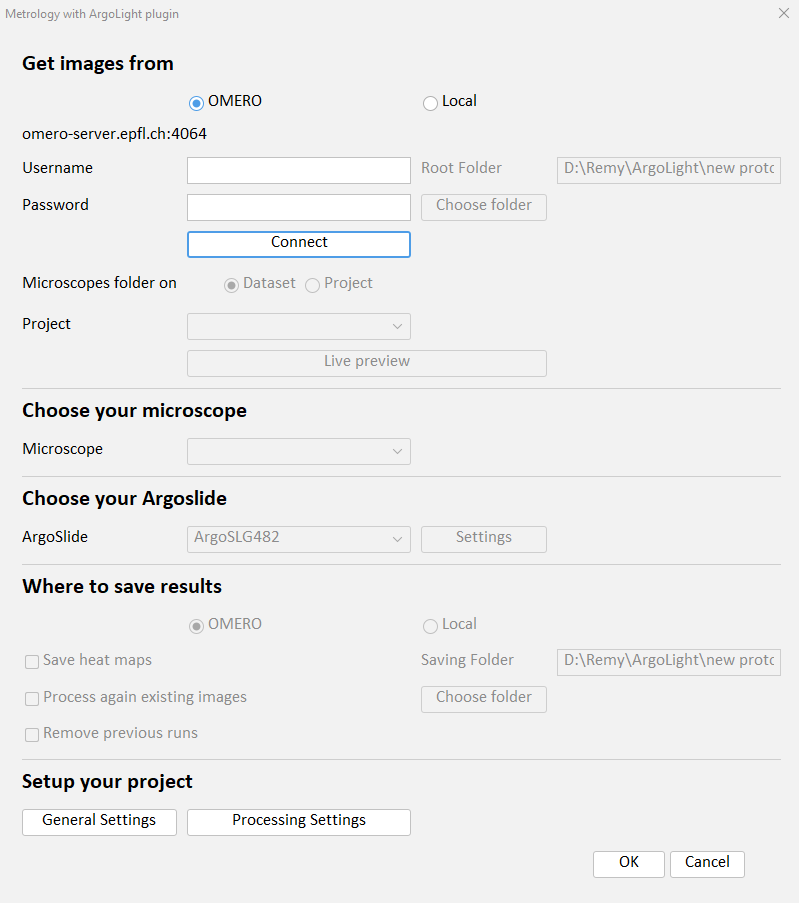 Metrology with ArgoLight plugin
Get images from
OMERO Local
omero-server.epfl.ch:4064
Username Root Folder D:\Remy\ArgoLight\new protc
Password Choose folder
Connect
Microscopes folder on Dataset Project
Project
Live preview
Choose your microscope
Microscope
Choose your Argoslide
ArgoSlide ArgoSLG482 Settings
Where to save results
OMERO Local
Save heat maps Saving Folder D:\Remy\ArgoLight\new protc
Process again existing images Choose folder
Remove previous runs
Setup your project
General Settings Processing Settings
OK Cancel